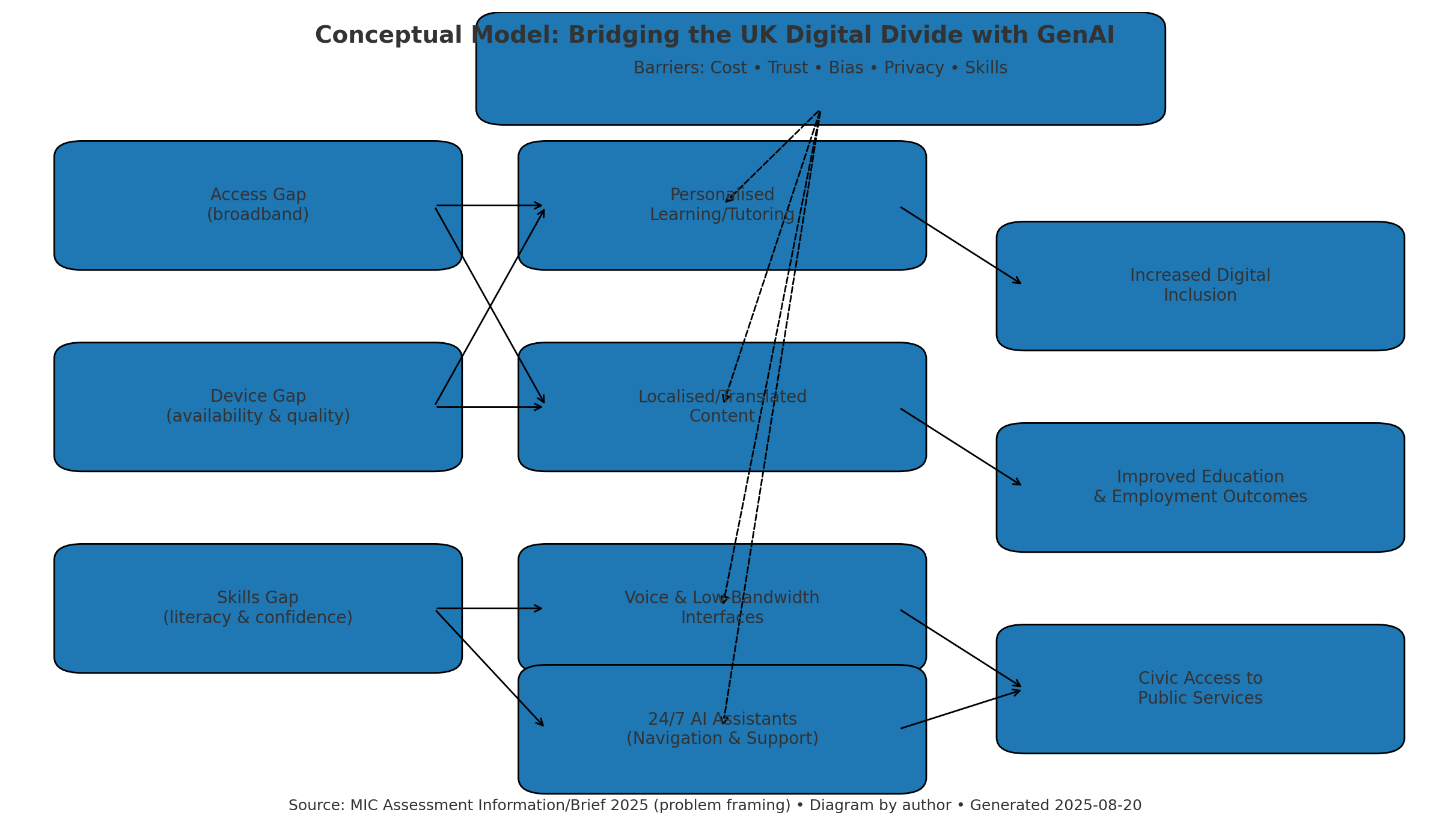 Conceptual Model: Bridging the UK Digital Divide with GenAI
Barriers: Cost • Trust • Bias • Privacy • Skills
Access Gap
(broadband)
Personalised
Learning/Tutoring
Increased Digital
Inclusion
Device Gap
(availability & quality)
Localised/Translated
Content
Improved Education
& Employment Outcomes
Skills Gap
(literacy & confidence)
Voice & Low-Bandwidth
Interfaces
Civic Access to
Public Services
24/7 AI Assistants
(Navigation & Support)
Source: MIC Assessment Information/Brief 2025 (problem framing) • Diagram by author • Generated 2025-08-20